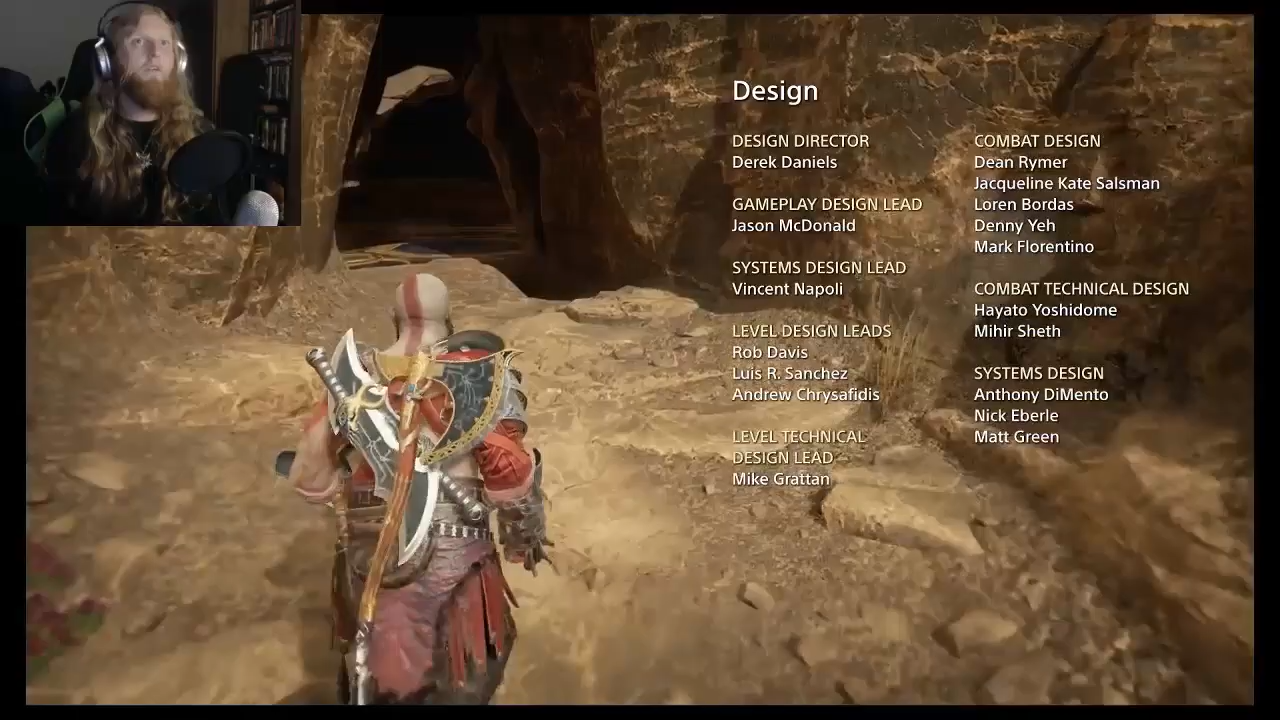 Design
DESIGN DIRECTOR
Derek Daniels
GAMEPLAY DESIGN LEAD
Jason McDonald
SYSTEMS DESIGN LEAD
Vincent Napoli
LEVEL DESIGN LEADS
Rob Davis
Luis R. Sanchez
Andrew Chrysafidis
LEVEL TECHNICAL
DESIGN LEAD
Mike Grattan
COMBAT DESIGN
Dean Rymer
Jacqueline Kate Salsman
Loren Bordas
Denny Yeh
Mark Florentino
COMBAT TECHNICAL DESIGN
Hayato Yoshidome
Mihir Sheth
SYSTEMS DESIGN
Anthony DiMento
Nick Eberle
Matt Green